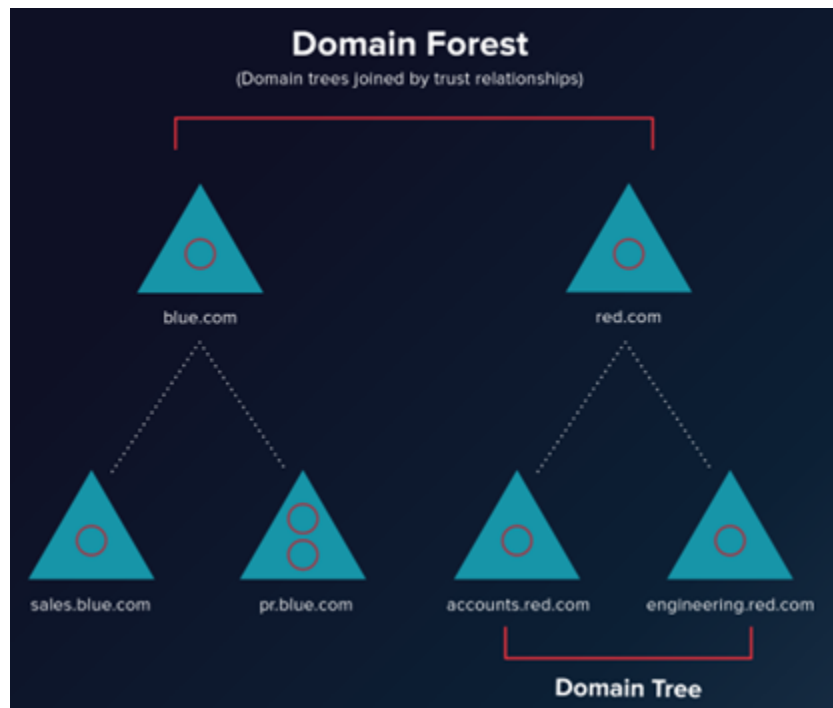 Domain Forest
(Domain trees joined by trust relationships)
blue.com
red.com
sales.blue.com
pr.blue.com
accounts.red.com
engineering.red.com
Domain Tree